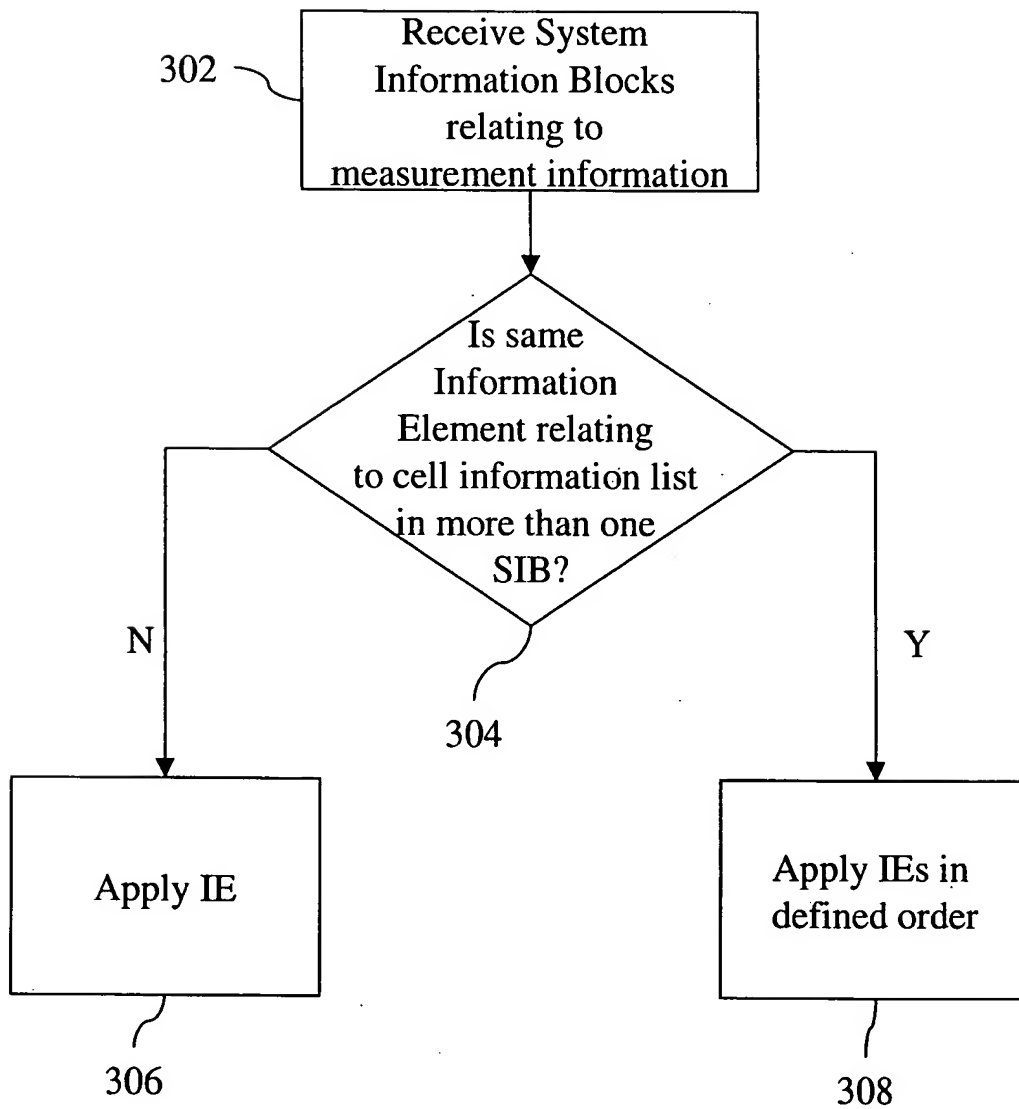 Receive System
Information Blocks
relating to
measurement information
302
Is same
Information
Element relating
to cell information list
in more than one
SIB?
N
Y
304
Apply IE
Apply IEs in
defined order
306
308